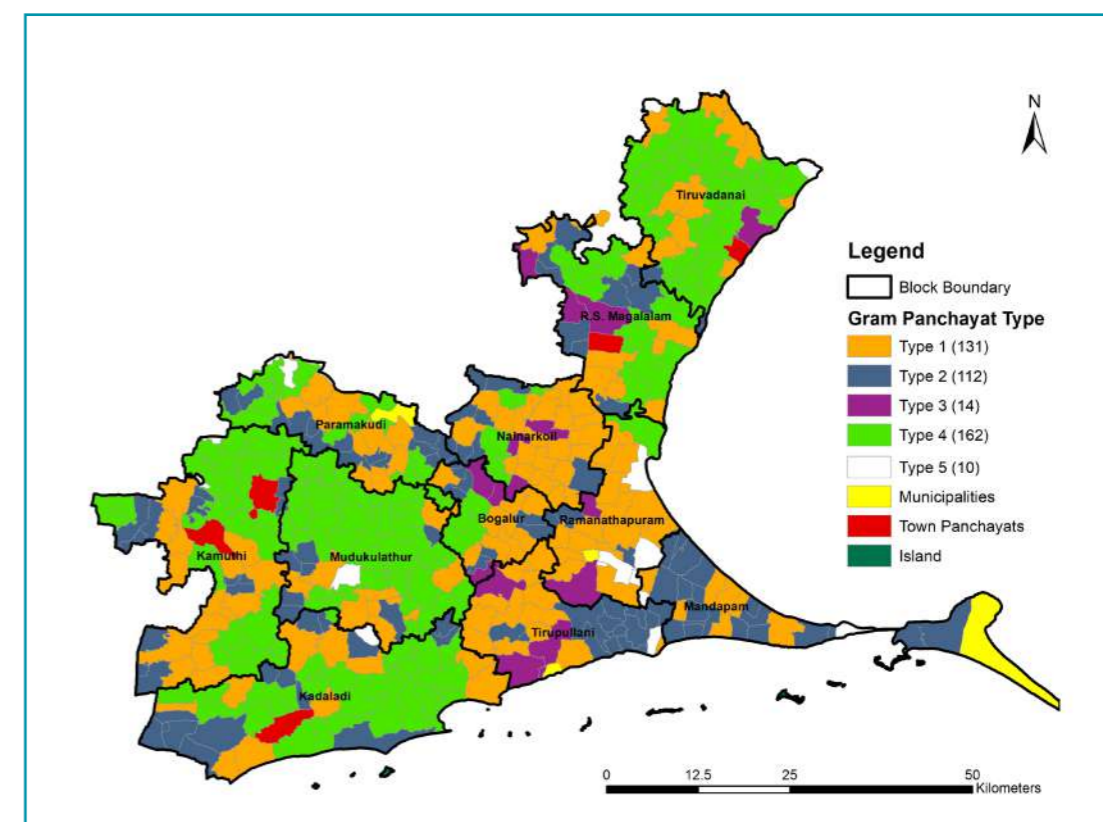 N
Tiruvadanai
Legend
Block Boundary
R.S. Magalalam
Gram Panchayat Type
Type 1 (131)
Type 2 (112)
Type 3 (14)
Type 4 (162)
Type 5 (10)
Municipalities
Town Panchayats
Island
Paramakudi
Nainarkoil
Bogalur
Ramanathapuram
Kamuthi
Mudukulathur
Mandapam
Tirupullani
Kadaladi
0 12.5 25 50
Kilometers